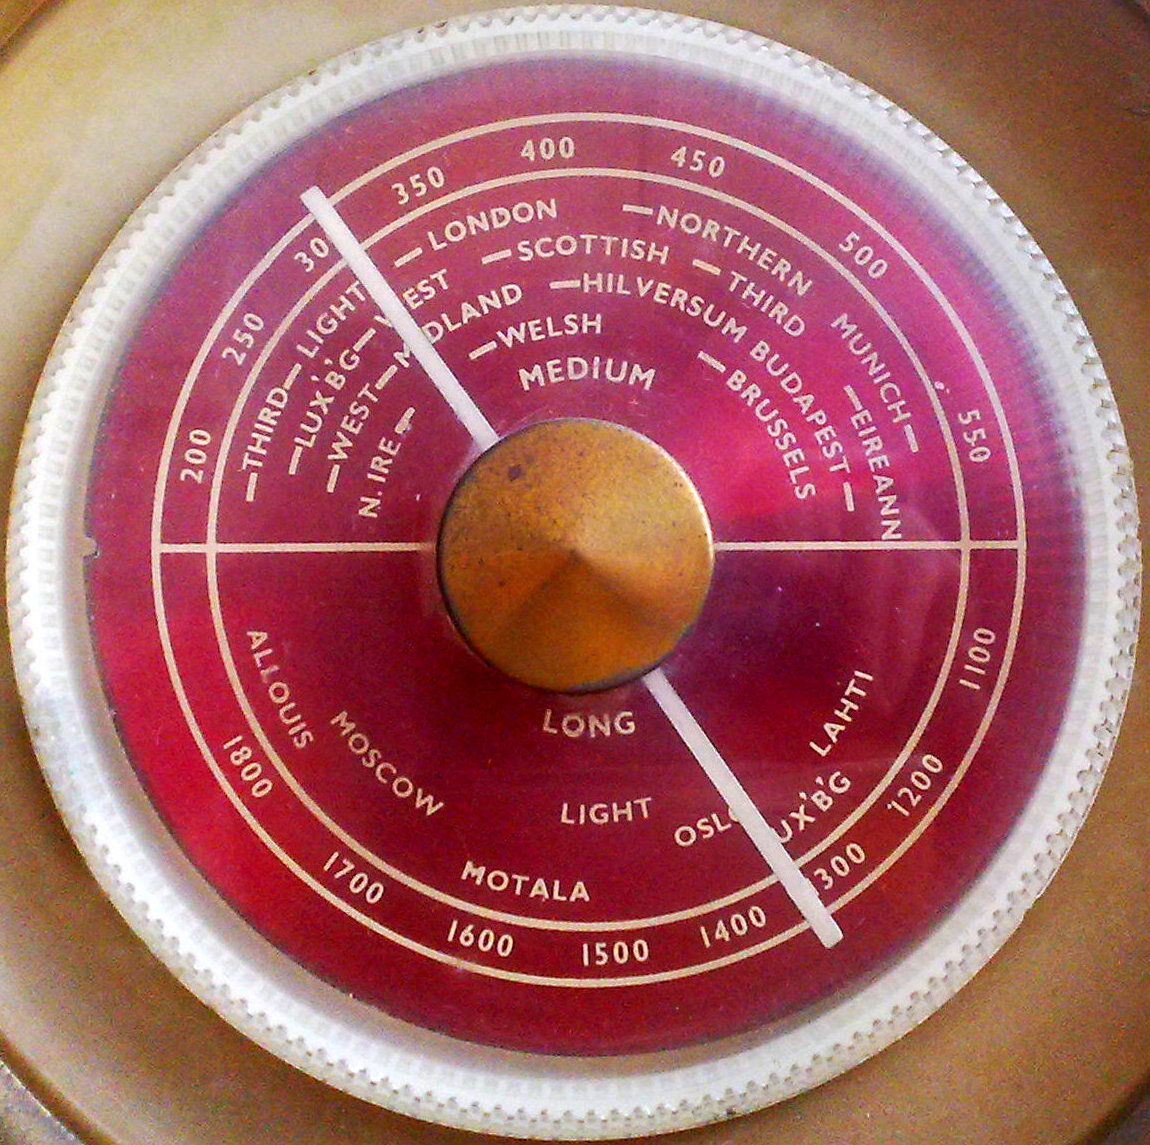 200 250 30 350 400 450 500 550
THIRD LIGHT LONDON NORTHERN
LUX'B'G WEST SCOTTISH THIRD MUNICH
WEST MIDLAND HILVERSUM BUDAPEST EIREANN
N. IRE WELSH BRUSSELS
MEDIUM
LONG
ALLOUIS MOSCOW LIGHT LAHTI
MOTALA OSLO UX'B'G
1800 1700 1600 1500 1400 300 1200 1100